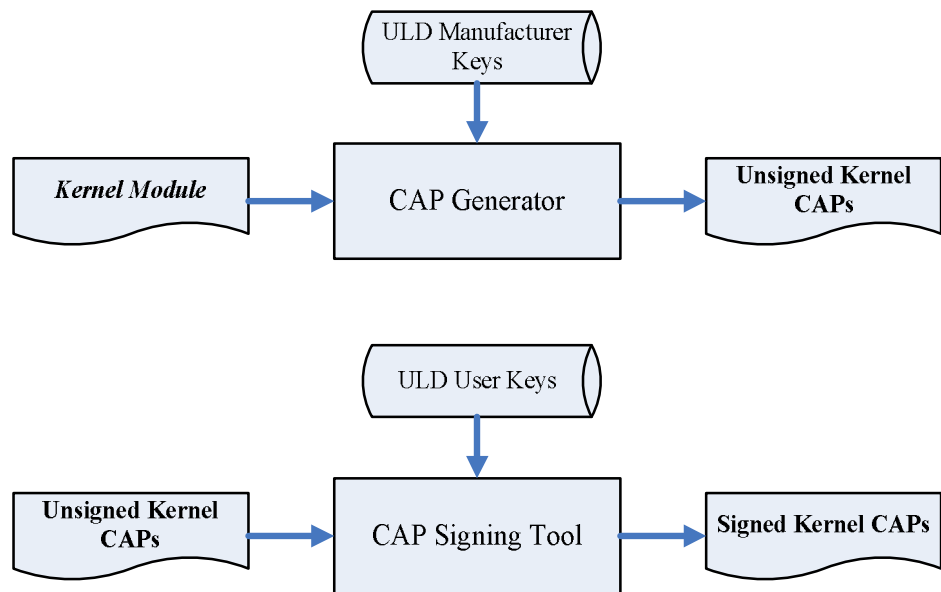 ULD Manufacturer
Keys
Kernel Module
CAP Generator
Unsigned Kernel
CAPs
ULD User Keys
Unsigned Kernel
CAPs
CAP Signing Tool
Signed Kernel CAPs